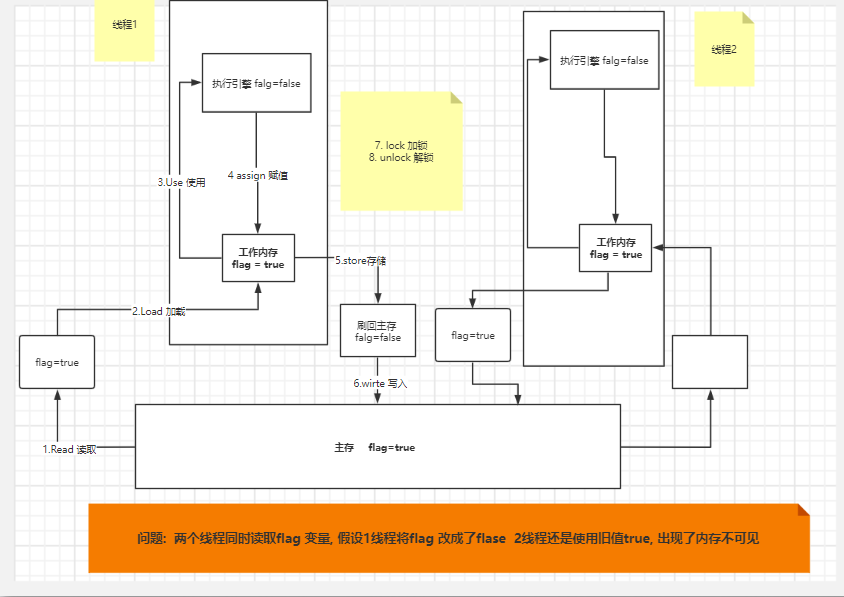 线程1
执行引擎 falg=false
3.Use 使用
4 assign 赋值
工作内存
flag = true
2.Load 加载
flag=true
1.Read 读取
7. lock 加锁
8. unlock 解锁
5.store存储
刷回主存
falg=false
6.wirte 写入
线程2
执行引擎 falg=false
工作内存
flag = true
flag=true
主存 flag=true
问题: 两个线程同时读取flag 变量, 假设1线程将flag 改成了flase 2线程还是使用旧值true, 出现了内存不可见